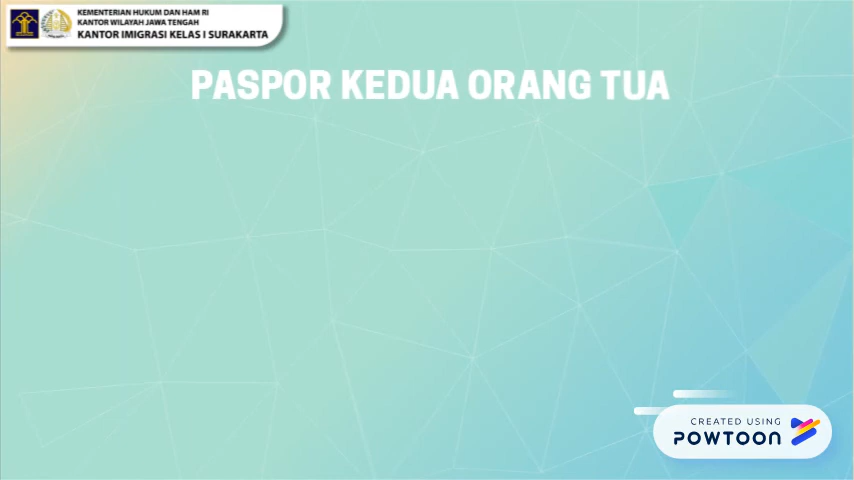 KEMENTERIAN HUKUM DAN HAM RI
KANTOR WILAYAH JAWA TENGAH
KANTOR IMIGRASI KELAS I SURAKARTA
PASPOR KEDUA ORANG TUA
CREATED USING
POWTOON